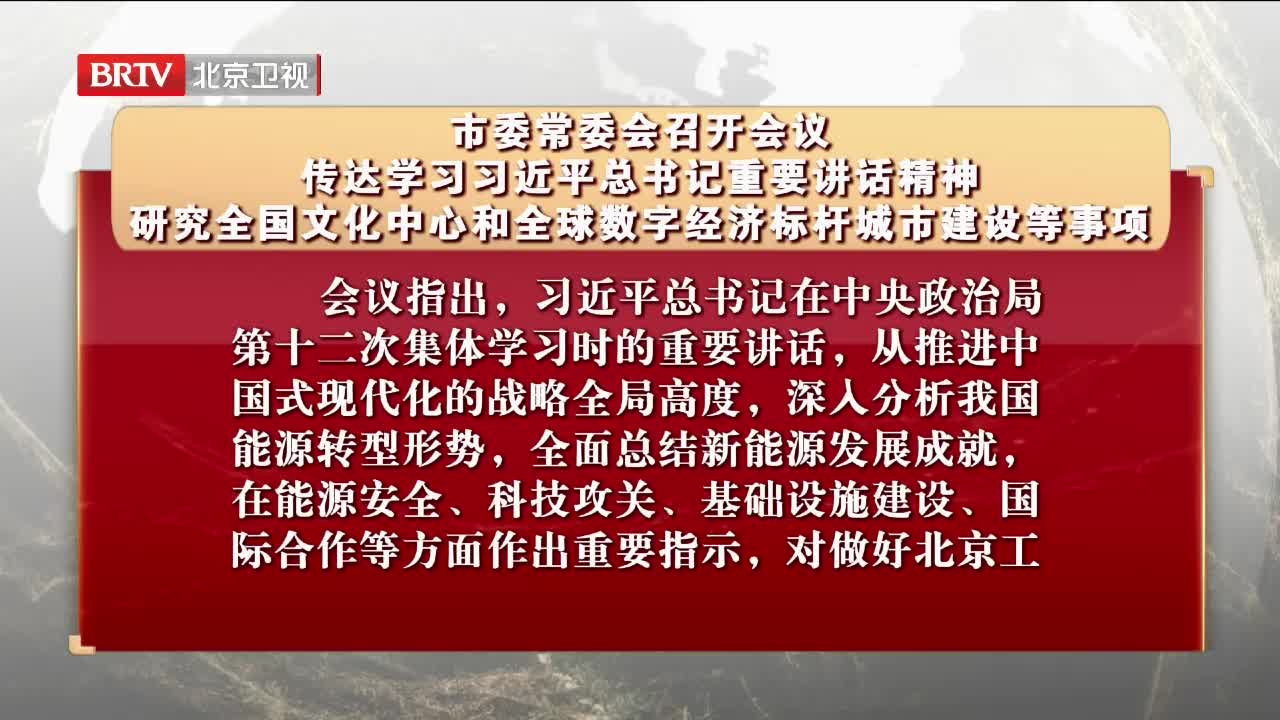 BRTV 北京卫视
市委常委会召开会议
传达学习习近平总书记重要讲话精神
研究全国文化中心和全球数字经济标杆城市建设等事项
会议指出，习近平总书记在中央政治局
第十二次集体学习时的重要讲话，从推进中
国式现代化的战略全局高度，深入分析我国
能源转型形势，全面总结新能源发展成就，
在能源安全、科技攻关、基础设施建设、国
际合作等方面作出重要指示，对做好北京工